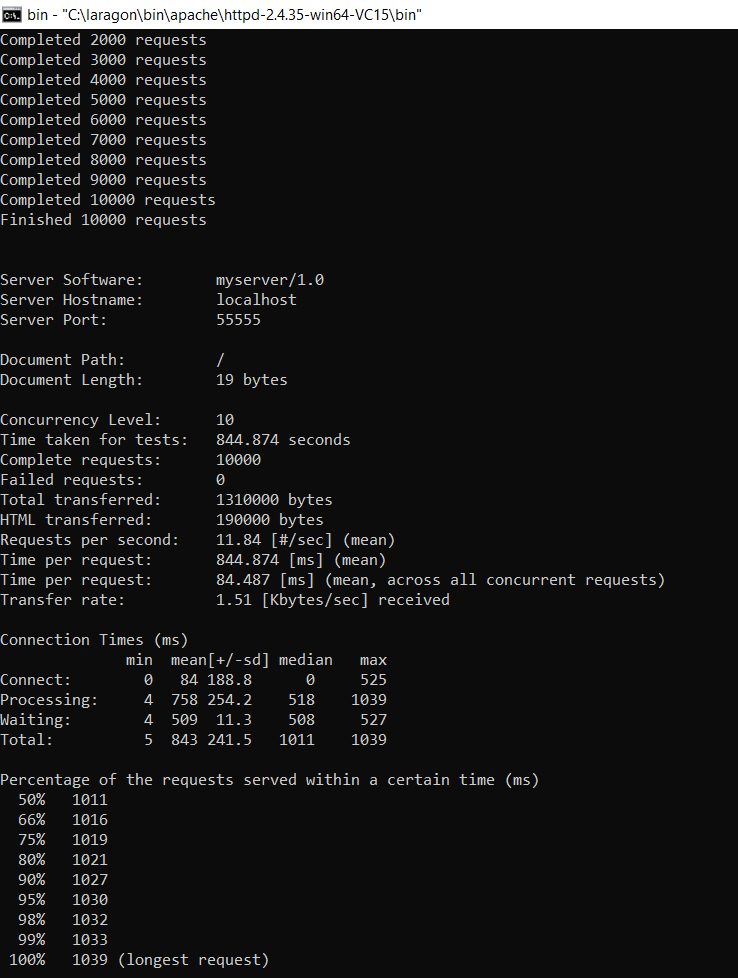 bin - "C:\laragon\bin\apache\httpd-2.4.35-win64-VC15\bin"
Completed 2000 requests
Completed 3000 requests
Completed 4000 requests
Completed 5000 requests
Completed 6000 requests
Completed 7000 requests
Completed 8000 requests
Completed 9000 requests
Completed 10000 requests
Finished 10000 requests
Server Software:        myserver/1.0
Server Hostname:        localhost
Server Port:            55555
Document Path:          /
Document Length:        19 bytes
Concurrency Level:      10
Time taken for tests:   844.874 seconds
Complete requests:      10000
Failed requests:        0
Total transferred:      1310000 bytes
HTML transferred:       190000 bytes
Requests per second:    11.84 [#/sec] (mean)
Time per request:       844.874 [ms] (mean)
Time per request:       84.487 [ms] (mean, across all concurrent requests)
Transfer rate:          1.51 [Kbytes/sec] received
Connection Times (ms)
              min  mean[+/-sd] median   max
Connect:        0   84 188.8      0     525
Processing:     4  758 254.2    518    1039
Waiting:        4  509  11.3    508     527
Total:          5  843 241.5   1011    1039
Percentage of the requests served within a certain time (ms)
  50%   1011
  66%   1016
  75%   1019
  80%   1021
  90%   1027
  95%   1030
  98%   1032
  99%   1033
 100%   1039 (longest request)